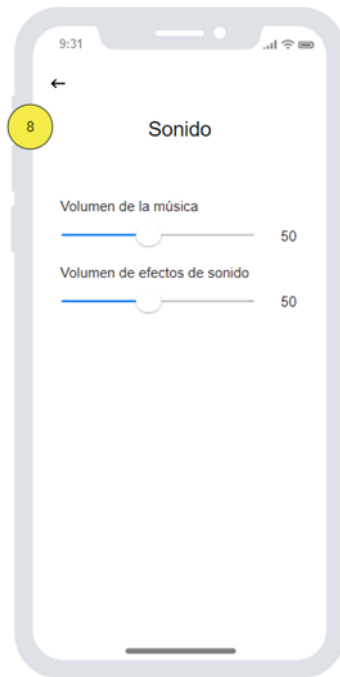 9:31
8
Sonido
Volumen de la música
50
Volumen de efectos de sonido
50